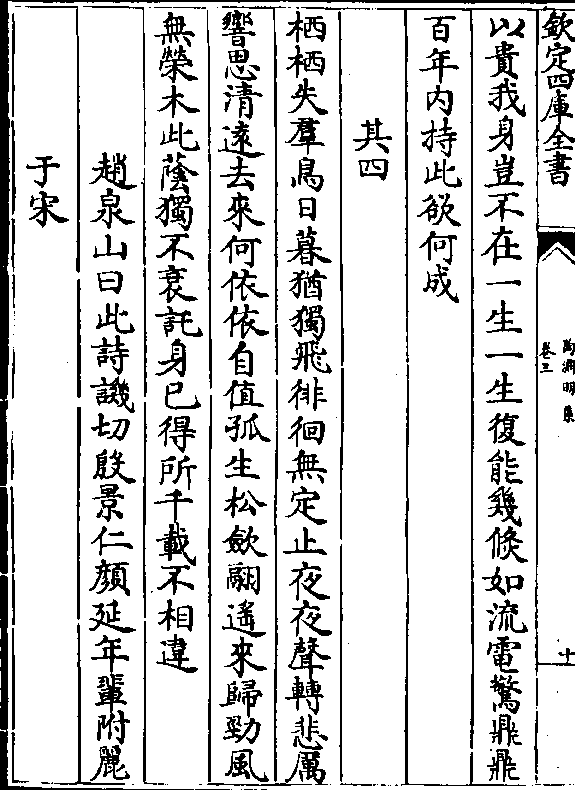 欽定四庫全書
陶淵明集
卷三
十
以貴我身豈不在一生一生復能幾倏如流電驚鼎鼎
百年內持此欲何成
其四
栖栖失羣鳥日暮猶獨飛徘徊無定止夜夜聲轉悲厲
響思清遠去來何依依自值孤生松斂翮遙來歸勁風
無榮木此蔭獨不衰託身已得所千載不相違
趙泉山曰此詩譏切殷景仁顏延年輩附麗
于宋